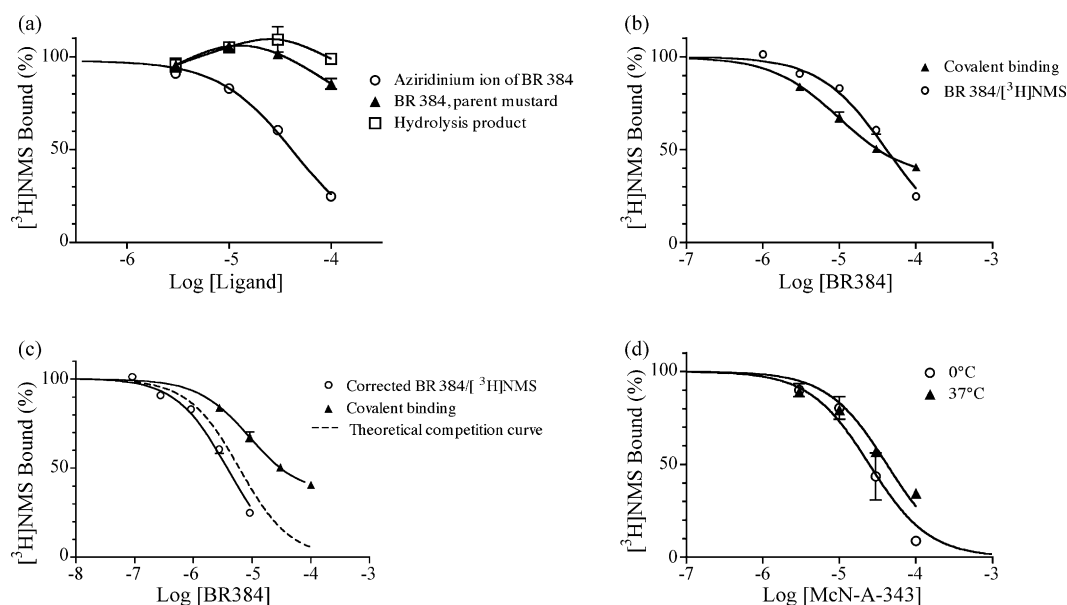 (a)
[³H]NMS Bound (%)
100
50
0
-6
-5
-4
Log [Ligand]
Aziridinium ion of BR 384
BR 384, parent mustard
Hydrolysis product
(b)
[³H]NMS Bound (%)
100
50
0
-7
-6
-5
-4
-3
Log [BR384]
Covalent binding
BR 384/[³H]NMS
(c)
[³H]NMS Bound (%)
100
50
0
-8
-7
-6
-5
-4
-3
Log [BR384]
Corrected BR 384/[ ³H]NMS
Covalent binding
Theoretical competition curve
(d)
[³H]NMS Bound (%)
100
50
0
-7
-6
-5
-4
-3
Log [McN-A-343]
0°C
37°C